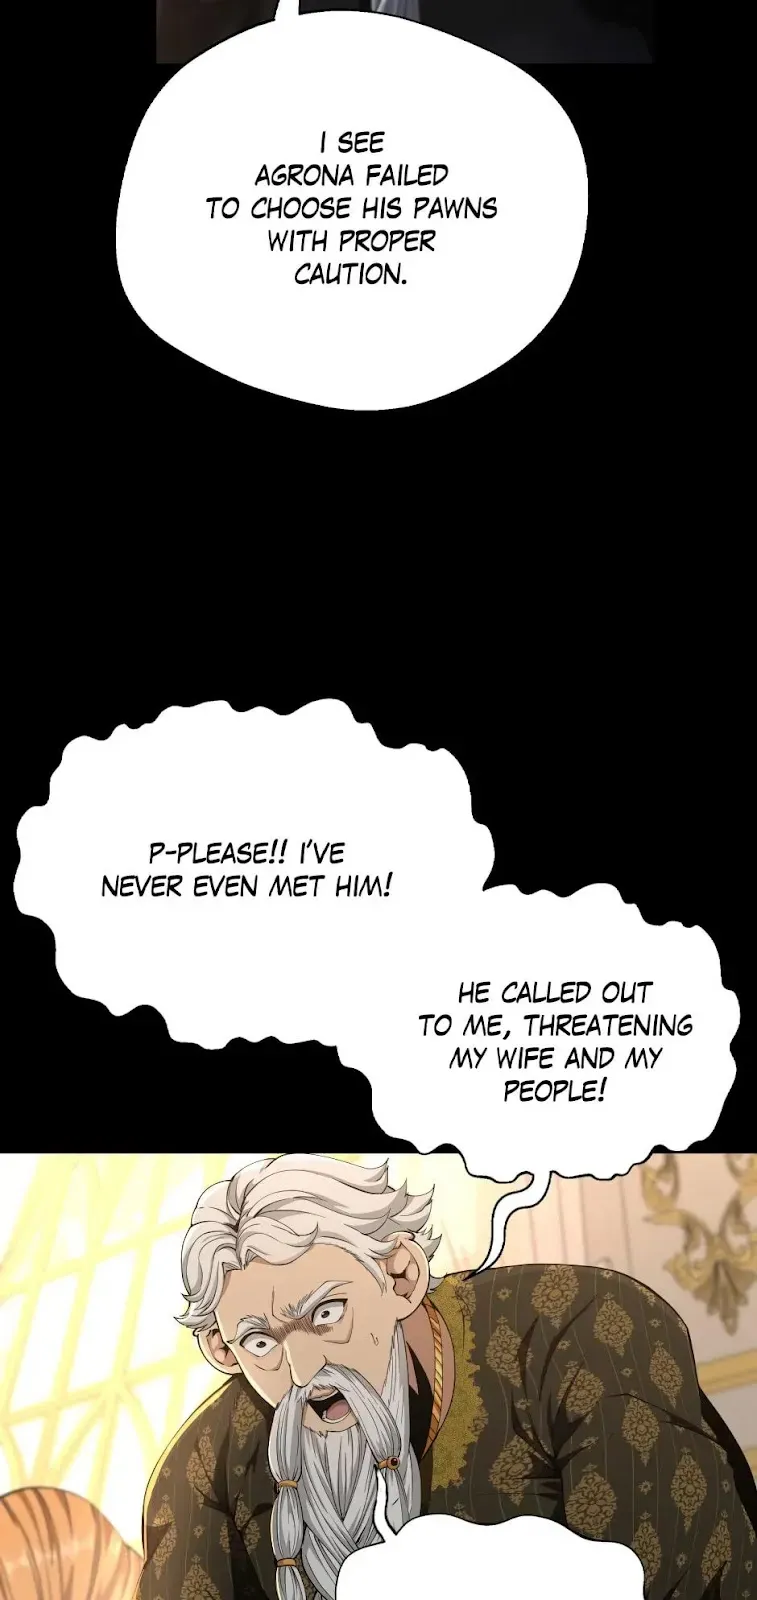 I SEE
AGRONA FAILED
TO CHOOSE HIS PAWNS
WITH PROPER
CAUTION.
P-PLEASE!! I'VE
NEVER EVEN MET HIM!
HE CALLED OUT
TO ME, THREATENING
MY WIFE AND MY
PEOPLE!